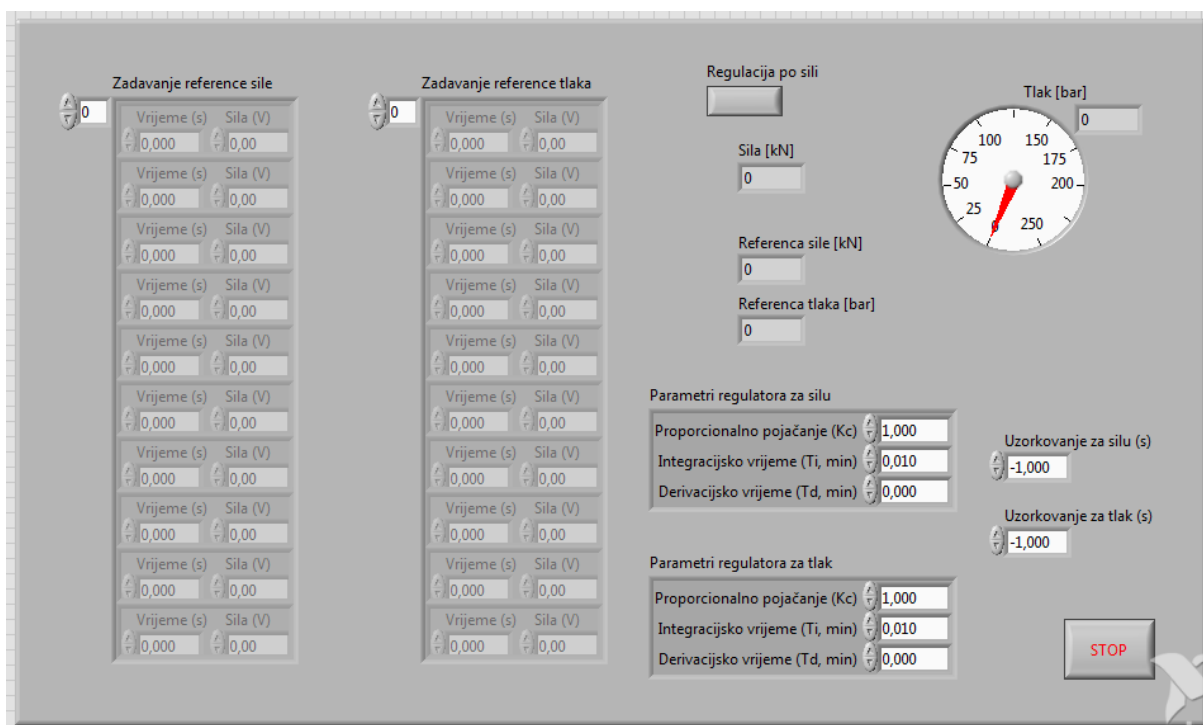 Zadavanje reference sile
0
Vrijeme (s) Sila (V)
0,000 0,00
Vrijeme (s) Sila (V)
0,000 0,00
Vrijeme (s) Sila (V)
0,000 0,00
Vrijeme (s) Sila (V)
0,000 0,00
Vrijeme (s) Sila (V)
0,000 0,00
Vrijeme (s) Sila (V)
0,000 0,00
Vrijeme (s) Sila (V)
0,000 0,00
Vrijeme (s) Sila (V)
0,000 0,00
Vrijeme (s) Sila (V)
0,000 0,00
Vrijeme (s) Sila (V)
0,000 0,00
Zadavanje reference tlaka
0
Vrijeme (s) Sila (V)
0,000 0,00
Vrijeme (s) Sila (V)
0,000 0,00
Vrijeme (s) Sila (V)
0,000 0,00
Vrijeme (s) Sila (V)
0,000 0,00
Vrijeme (s) Sila (V)
0,000 0,00
Vrijeme (s) Sila (V)
0,000 0,00
Vrijeme (s) Sila (V)
0,000 0,00
Vrijeme (s) Sila (V)
0,000 0,00
Vrijeme (s) Sila (V)
0,000 0,00
Vrijeme (s) Sila (V)
0,000 0,00
Regulacija po sili
Sila [kN]
0
Referenca sile [kN]
0
Referenca tlaka [bar]
0
Tlak [bar]
0
100 150
75 175
50 200
25
0 250
Parametri regulatora za silu
Proporcionalno pojačanje (Kc) 1,000
Integracijsko vrijeme (Ti, min) 0,010
Derivacijsko vrijeme (Td, min) 0,000
Uzorkovanje za silu (s)
-1,000
Uzorkovanje za tlak (s)
-1,000
Parametri regulatora za tlak
Proporcionalno pojačanje (Kc) 1,000
Integracijsko vrijeme (Ti, min) 0,010
Derivacijsko vrijeme (Td, min) 0,000
STOP